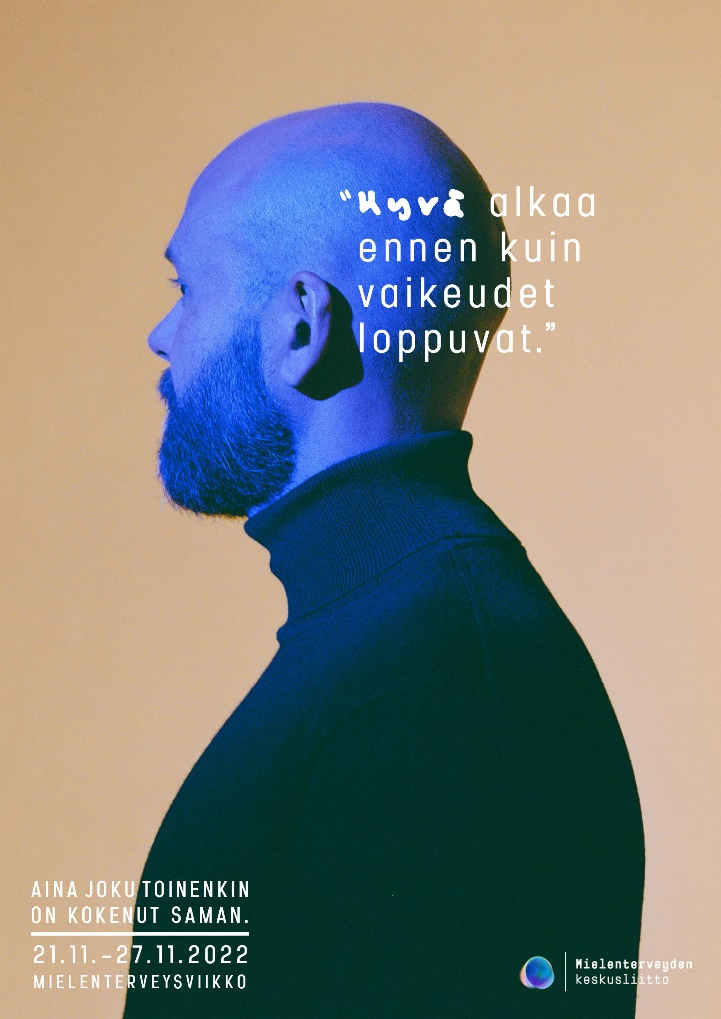 "Hyvä alkaa
ennen kuin
vaikeudet
loppuvat."
AINA JOKU TOINENKIN
ON KOKENUT SAMAN.
21.11.–27.11.2022
MIELENTERVEYSVIIKKO
Mielenterveyden
keskusliitto